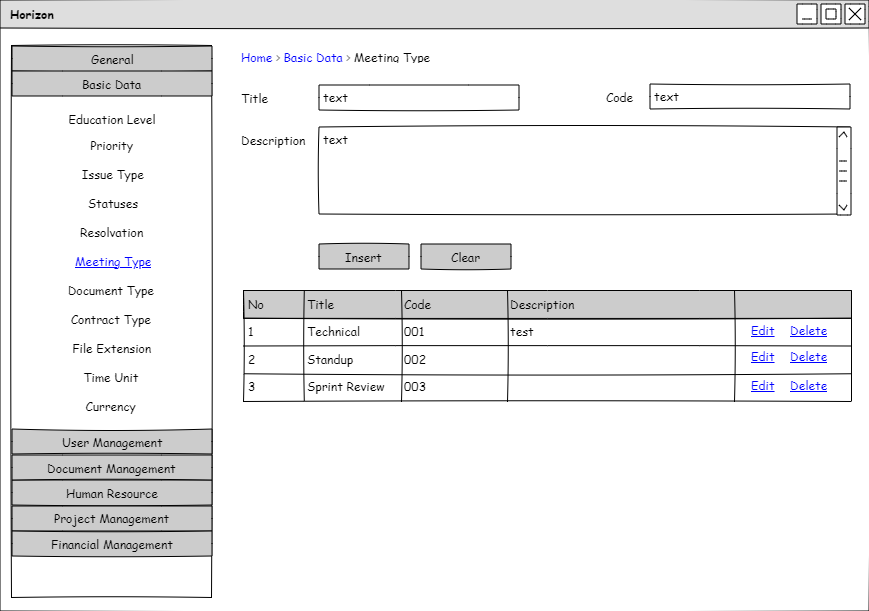 Horizon
General
Basic Data
Education Level
Priority
Issue Type
Statuses
Resolvation
Meeting Type
Document Type
Contract Type
File Extension
Time Unit
Currency
User Management
Document Management
Human Resource
Project Management
Financial Management
Home > Basic Data > Meeting Type
Title text Code text
Description text
Insert Clear
No Title Code Description
1 Technical 001 test Edit Delete
2 Standup 002 Edit Delete
3 Sprint Review 003 Edit Delete